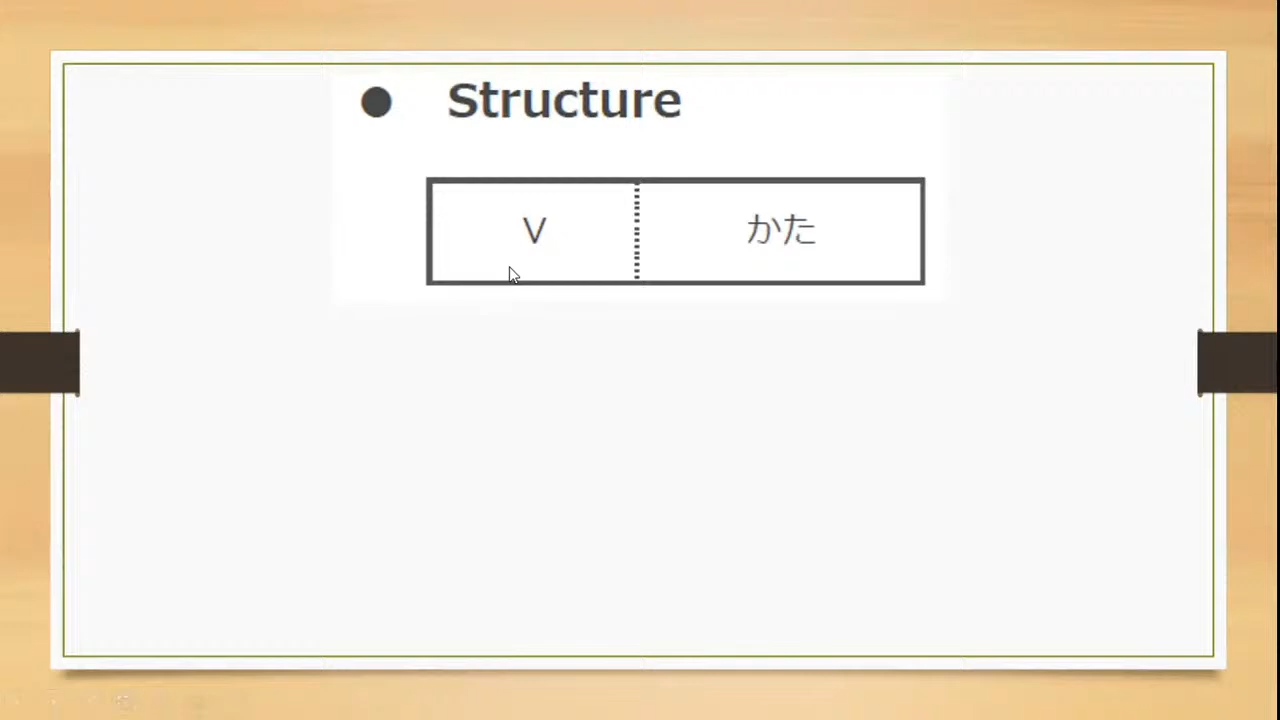 ● Structure
V かた